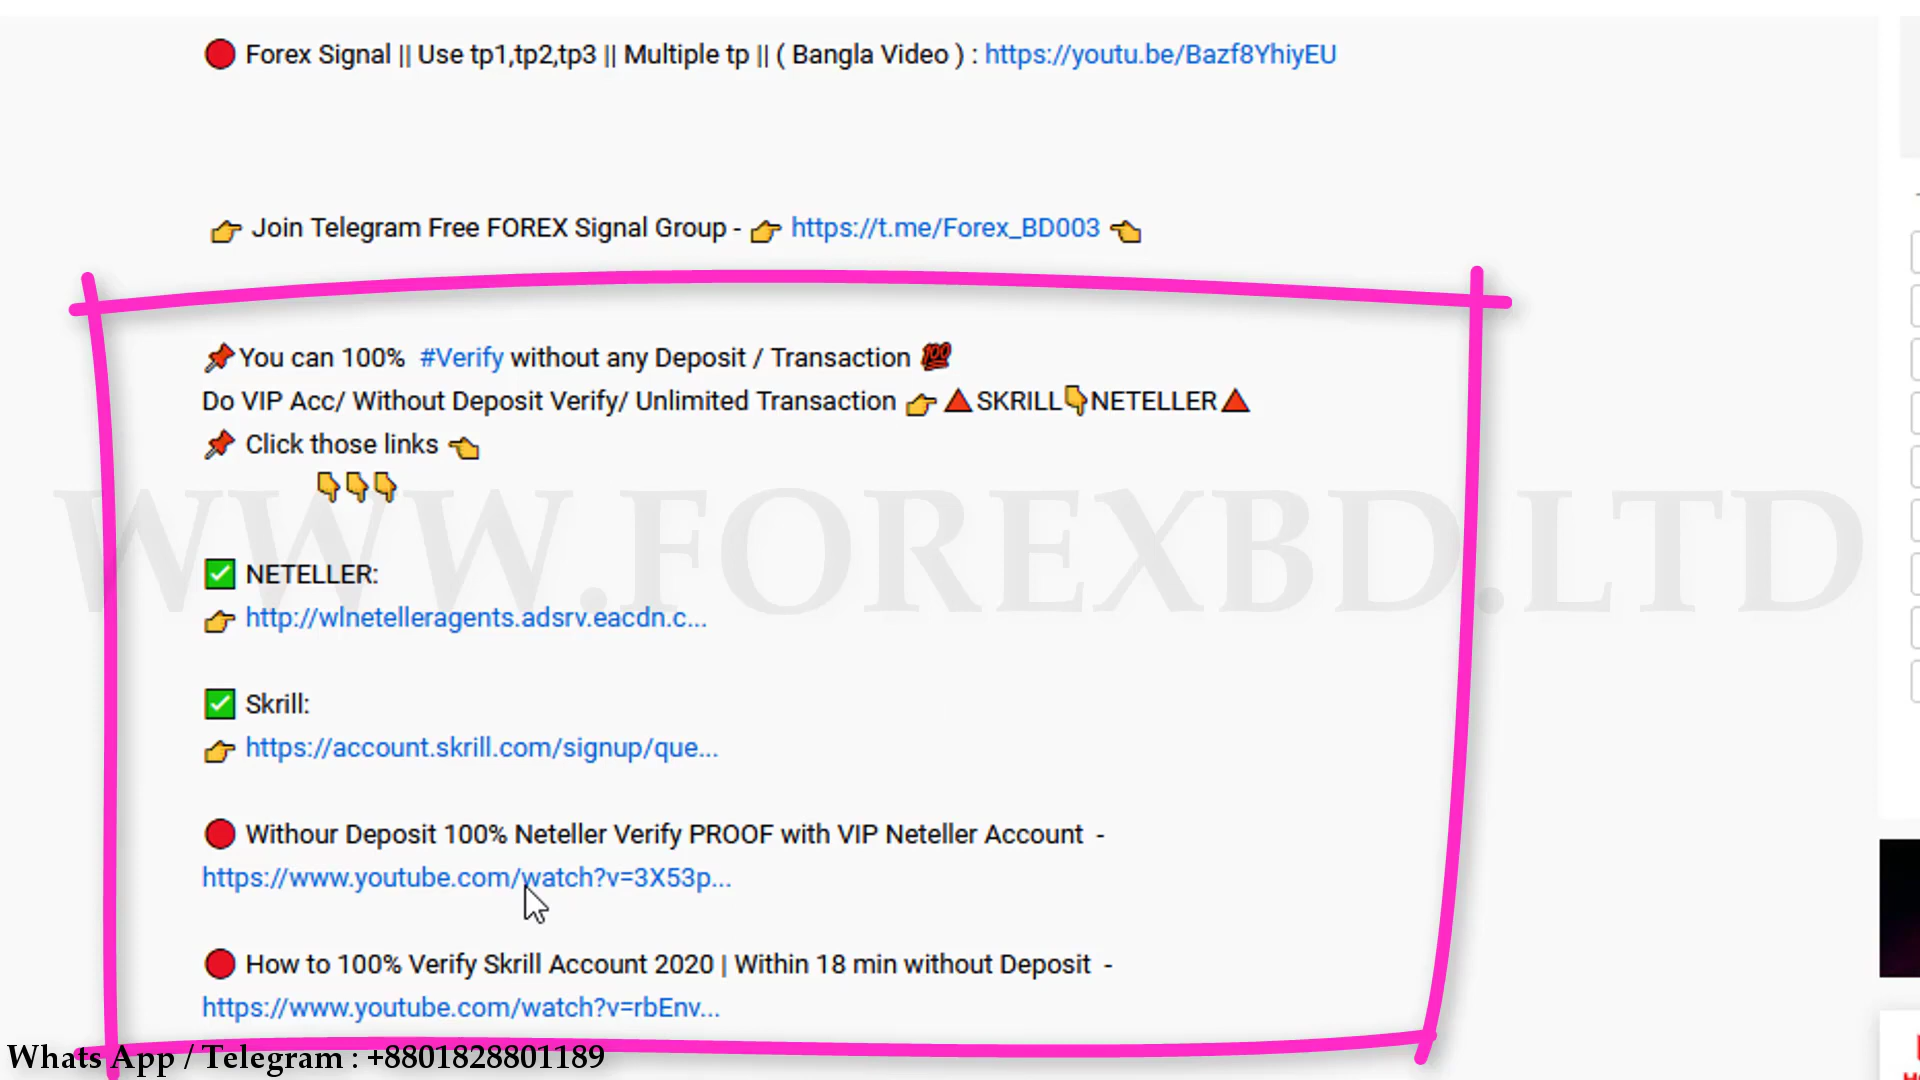 🔴 Forex Signal || Use tp1,tp2,tp3 || Multiple tp || ( Bangla Video ) : https://youtu.be/Bazf8YhiyEU
👉 Join Telegram Free FOREX Signal Group - 👉 https://t.me/Forex_BD003 👈
📌You can 100% #Verify without any Deposit / Transaction 💯
Do VIP Acc/ Without Deposit Verify/ Unlimited Transaction 👉🔺SKRILL👇NETELLER🔺
📌 Click those links 👈
👇👇👇
WWW.FOREXBD.LTD
✅ NETELLER:
👉 http://wlnetelleragents.adsrv.eacdn.c...
✅ Skrill:
👉 https://account.skrill.com/signup/que...
🔴 Withour Deposit 100% Neteller Verify PROOF with VIP Neteller Account -
https://www.youtube.com/watch?v=3X53p...
🔴 How to 100% Verify Skrill Account 2020 | Within 18 min without Deposit -
https://www.youtube.com/watch?v=rbEnv...
Whats App / Telegram : +8801828801189